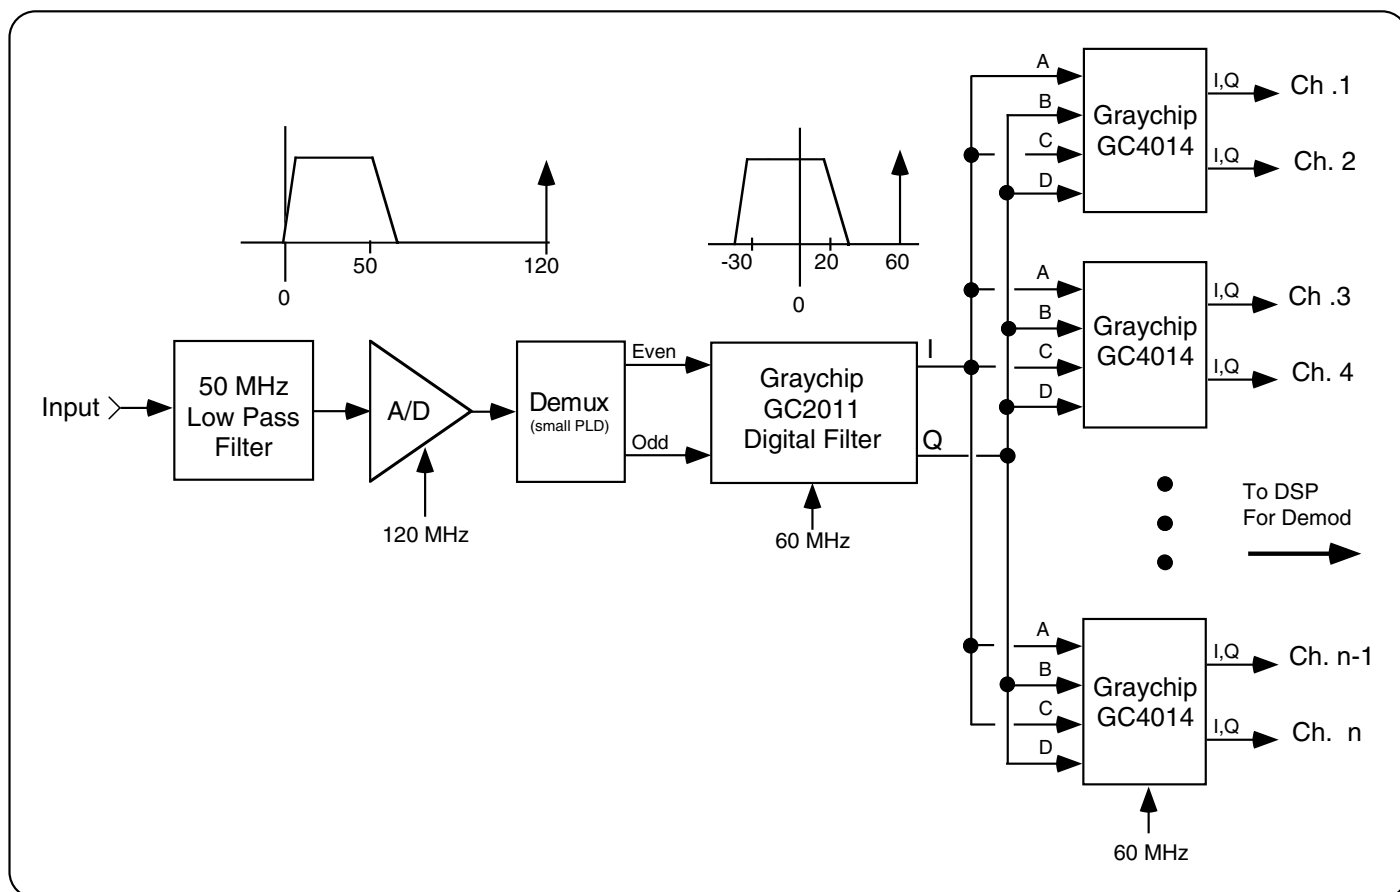 0
50
120
-30
0
20
60
Input
50 MHz
Low Pass
Filter
A/D
120 MHz
Demux
(small PLD)
Even
Odd
Graychip
GC2011
Digital Filter
60 MHz
I
Q
A
B
C
D
Graychip
GC4014
I,Q
Ch .1
I,Q
Ch. 2
A
B
C
D
Graychip
GC4014
I,Q
Ch .3
I,Q
Ch. 4
To DSP
For Demod
A
B
C
D
Graychip
GC4014
I,Q
Ch. n-1
I,Q
Ch. n
60 MHz